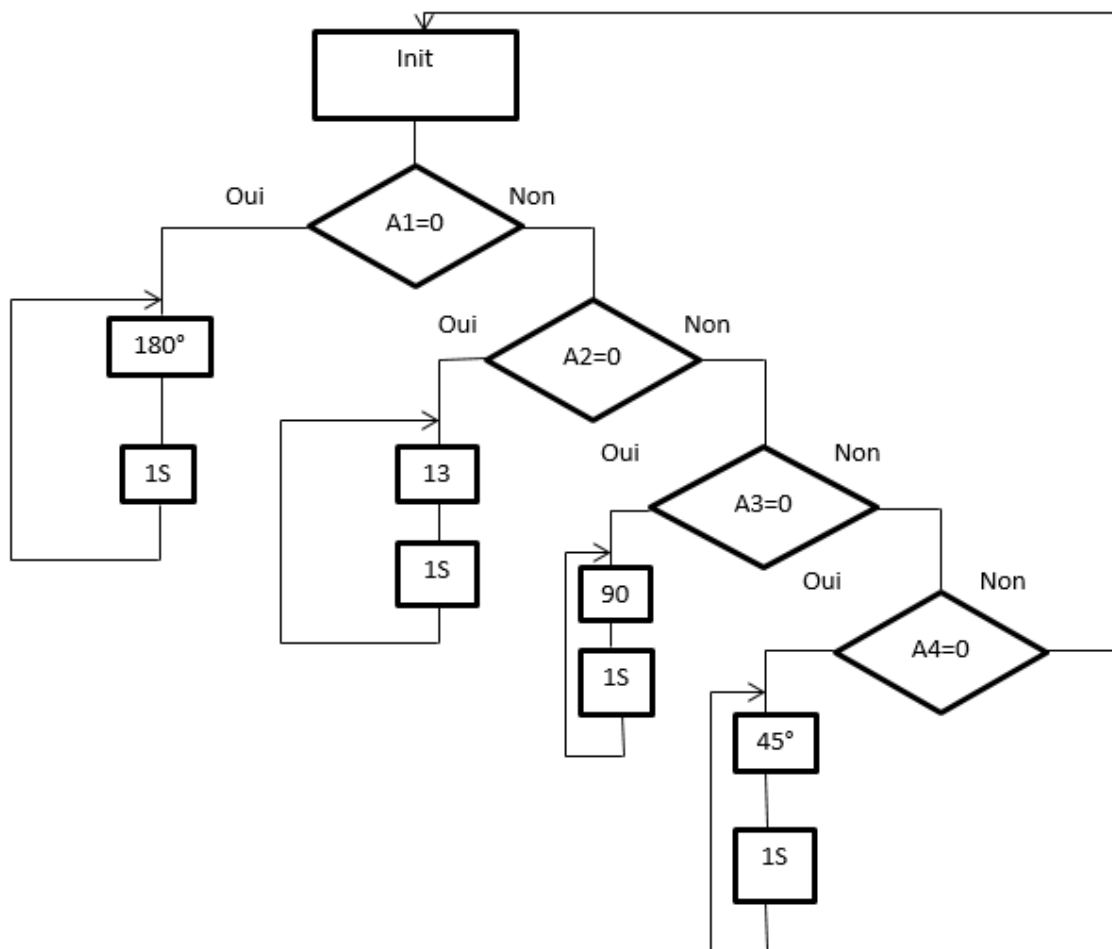 Init
Oui
Non
A1=0
180°
1S
Oui
Non
A2=0
13
1S
Oui
Non
A3=0
90
1S
Oui
Non
A4=0
45°
1S